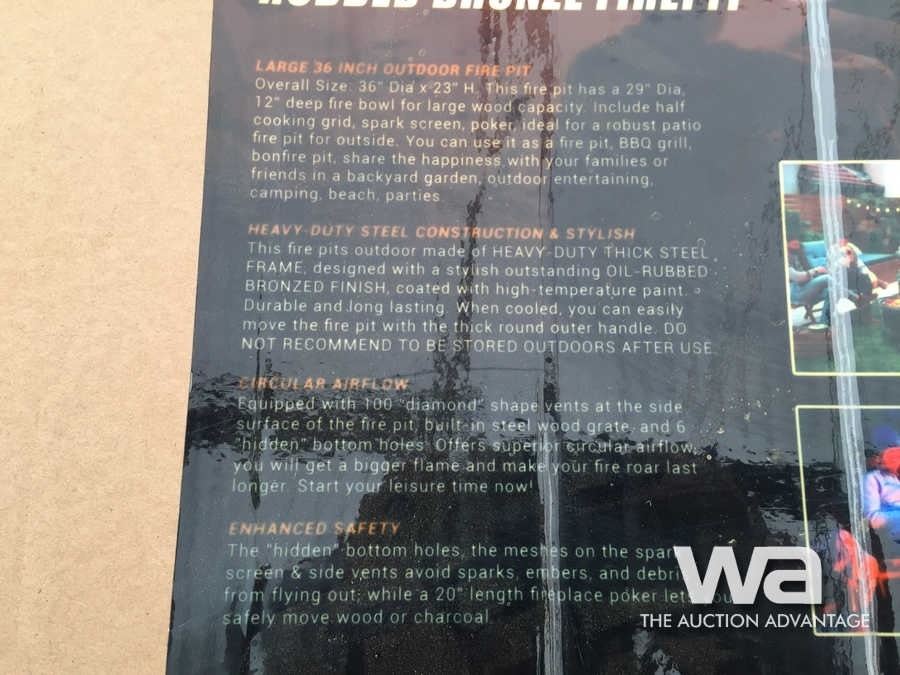 RUBBED BRONZE FIREPIT
LARGE 36 INCH OUTDOOR FIRE PIT
Overall Size: 36" Dia x 23" H. This fire pit has a 29" Dia,
12" deep fire bowl for large wood capacity. Include half
cooking grid, spark screen, poker, ideal for a robust patio
fire pit for outside. You can use it as a fire pit, BBQ grill,
bonfire pit, share the happiness with your families or
friends in a backyard garden, outdoor entertaining,
camping, beach, parties.
HEAVY-DUTY STEEL CONSTRUCTION & STYLISH
This fire pits outdoor made of HEAVY-DUTY THICK STEEL
FRAME, designed with a stylish outstanding OIL-RUBBED
BRONZED FINISH, coated with high-temperature paint.
Durable and long lasting. When cooled, you can easily
move the fire pit with the thick round outer handle. DO
NOT RECOMMEND TO BE STORED OUTDOORS AFTER USE.
CIRCULAR AIRFLOW
Equipped with 100 "diamond" shape vents at the side
surface of the fire pit, built-in steel wood grate, and 6
"hidden" bottom holes. Offers superior circular airflow,
you will get a bigger flame and make your fire roar last
longer. Start your leisure time now!
ENHANCED SAFETY
The "hidden" bottom holes, the meshes on the spark
screen & side vents avoid sparks, embers, and debri
from flying out; while a 20" length fireplace poker lets you
safely move wood or charcoal.
wa
THE AUCTION ADVANTAGE